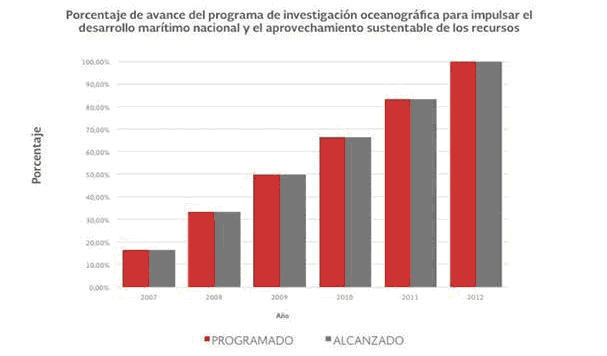 Porcentaje de avance del programa de investigación oceanográfica para impulsar el
desarrollo marítimo nacional y el aprovechamiento sustentable de los recursos
Porcentaje
100,00%
90,00%
80,00%
70,00%
60,00%
50,00%
40,00%
30,00%
20,00%
10,00%
0,00%
2007 2008 2009 2010 2011 2012
Año
PROGRAMADO ALCANZADO